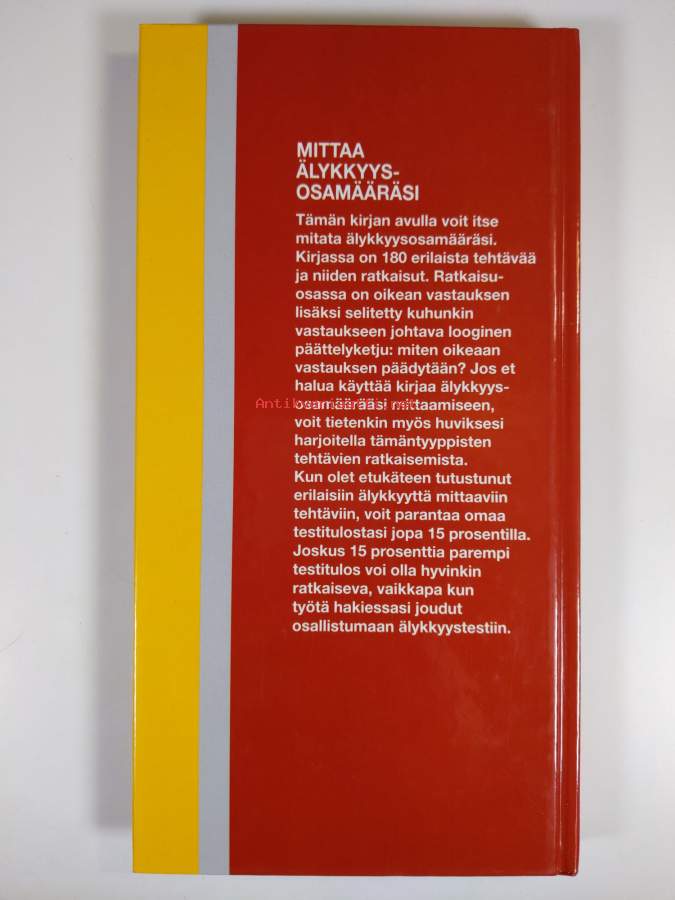 MITTAA
ÄLYKKYYS-
OSAMÄÄRÄSI
Tämän kirjan avulla voit itse
mitata älykkyysosamääräsi.
Kirjassa on 180 erilaista tehtävää
ja niiden ratkaisut. Ratkaisu-
osassa on oikean vastauksen
lisäksi selitetty kuhunkin
vastaukseen johtava looginen
päättelyketju: miten oikeaan
vastauksen päädytään? Jos et
halua käyttää kirjaa älykkyys-
osamääräsi mittaamiseen,
voit tietenkin myös huviksesi
harjoitella tämäntyyppisten
tehtävien ratkaisemista.
Kun olet etukäteen tutustunut
erilaisiin älykkyyttä mittaaviin
tehtäviin, voit parantaa omaa
testitulostasi jopa 15 prosentilla.
Joskus 15 prosenttia parempi
testitulos voi olla hyvinkin
ratkaiseva, vaikkapa kun
työtä hakiessasi joudut
osallistumaan älykkyystestiin.